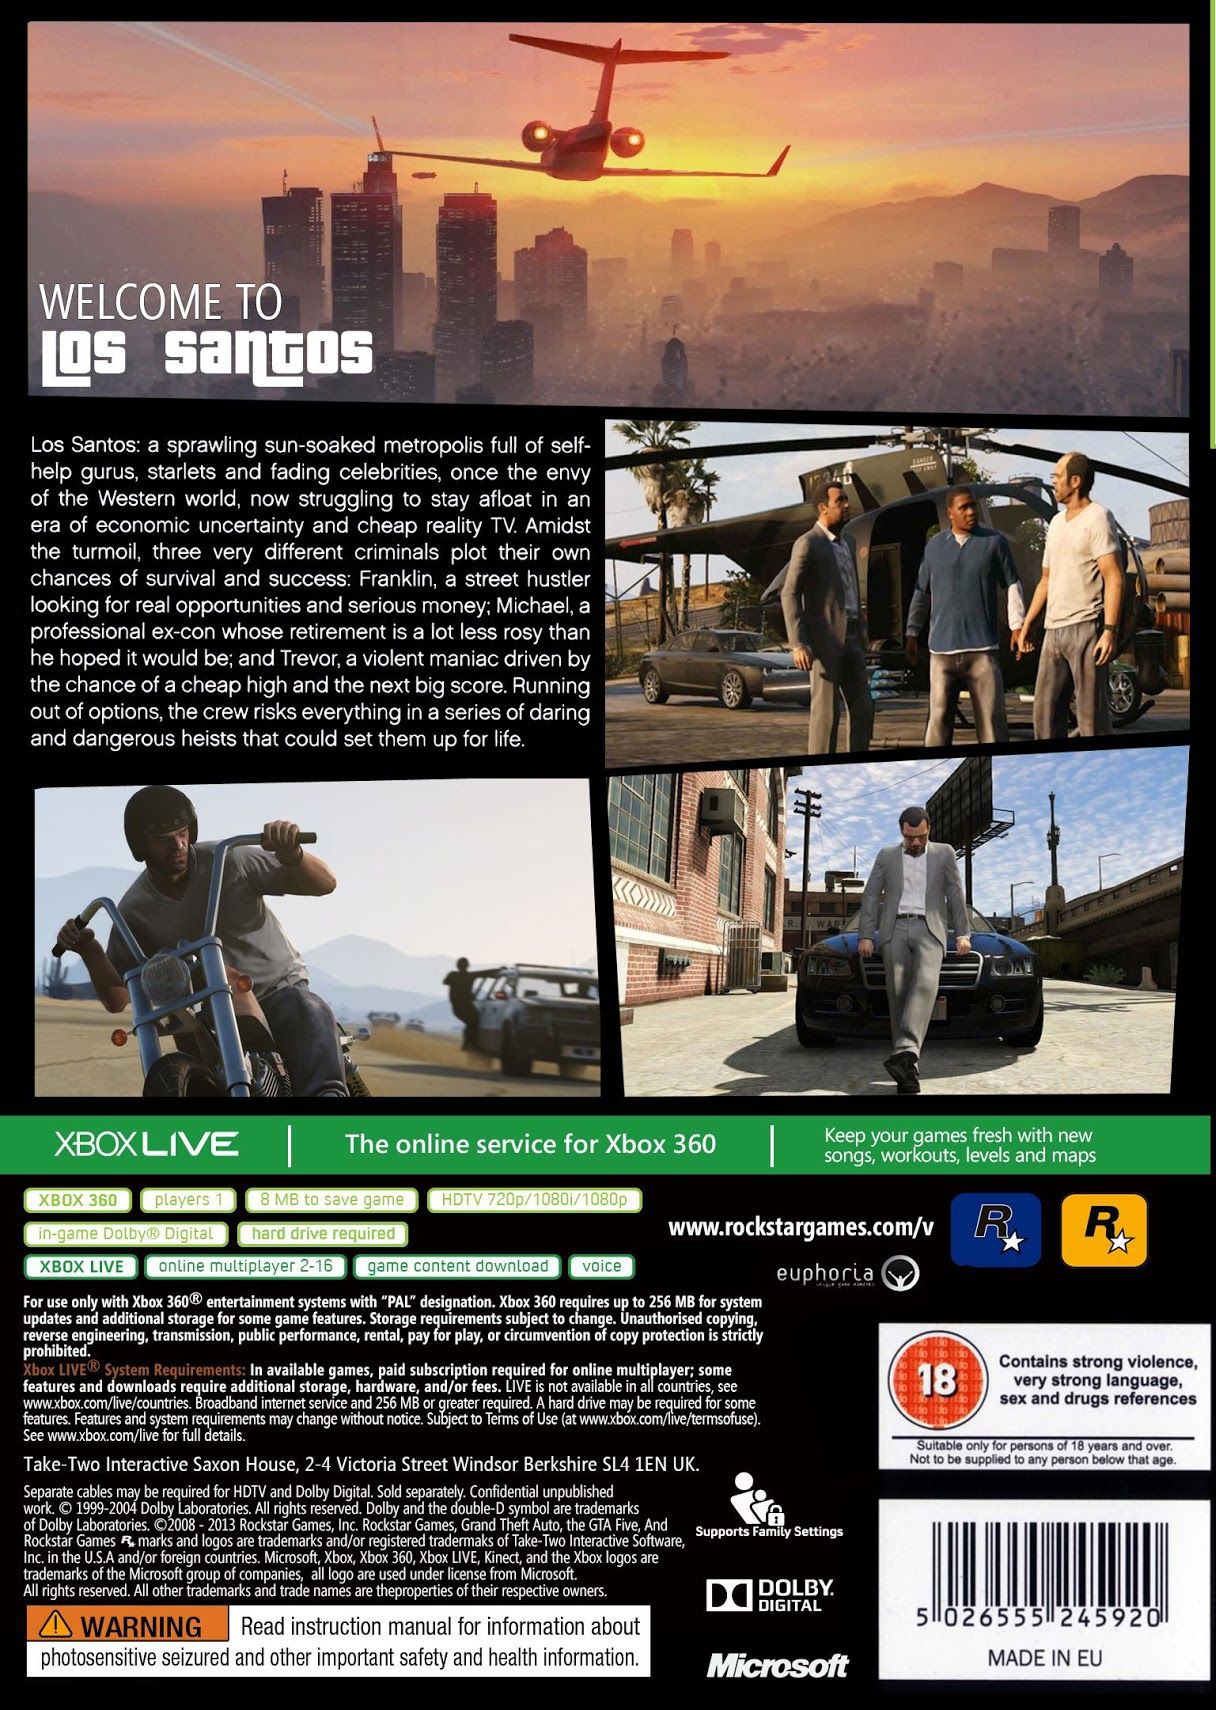 WELCOME TO
Los Santos
Los Santos: a sprawling sun-soaked metropolis full of self-
help gurus, starlets and fading celebrities, once the envy
of the Western world, now struggling to stay afloat in an
era of economic uncertainty and cheap reality TV. Amidst
the turmoil, three very different criminals plot their own
chances of survival and success: Franklin, a street hustler
looking for real opportunities and serious money; Michael, a
professional ex-con whose retirement is a lot less rosy than
he hoped it would be; and Trevor, a violent maniac driven by
the chance of a cheap high and the next big score. Running
out of options, the crew risks everything in a series of daring
and dangerous heists that could set them up for life.
XBOX LIVE
The online service for Xbox 360
Keep your games fresh with new
songs, workouts, levels and maps
XBOX 360 players 1 8 MB to save game HDTV 720p/1080i/1080p
in-game Dolby® Digital hard drive required
XBOX LIVE online multiplayer 2-16 game content download voice
www.rockstargames.com/v
R
R
euphoria
For use only with Xbox 360® entertainment systems with “PAL” designation. Xbox 360 requires up to 256 MB for system
updates and additional storage for some game features. Storage requirements subject to change. Unauthorised copying,
reverse engineering, transmission, public performance, rental, pay for play, or circumvention of copy protection is strictly
prohibited.
Xbox LIVE® System Requirements: In available games, paid subscription required for online multiplayer; some
features and downloads require additional storage, hardware, and/or fees. LIVE is not available in all countries, see
www.xbox.com/live/countries. Broadband internet service and 256 MB or greater required. A hard drive may be required for some
features. Features and system requirements may change without notice. Subject to Terms of Use (at www.xbox.com/live/termsofuse).
See www.xbox.com/live for full details.
Take-Two Interactive Saxon House, 2-4 Victoria Street Windsor Berkshire SL4 1EN UK.
Separate cables may be required for HDTV and Dolby Digital. Sold separately. Confidential unpublished
work. © 1999-2004 Dolby Laboratories. All rights reserved. Dolby and the double-D symbol are trademarks
of Dolby Laboratories. ©2008 - 2013 Rockstar Games, Inc. Rockstar Games, Grand Theft Auto, the GTA Five, And
Rockstar Games R marks and logos are trademarks and/or registered tradermaks of Take-Two Interactive Software,
Inc. in the U.S.A and/or foreign countries. Microsoft, Xbox, Xbox 360, Xbox LIVE, Kinect, and the Xbox logos are
trademarks of the Microsoft group of companies, all logo are used under license from Microsoft.
All rights reserved. All other trademarks and trade names are theproperties of their respective owners.
WARNING Read instruction manual for information about
photosensitive seizured and other important safety and health information.
Supports Family Settings
DOLBY.
DIGITAL
Microsoft
18
Contains strong violence,
very strong language,
sex and drugs references
Suitable only for persons of 18 years and over.
Not to be supplied to any person below that age.
5 026555 245920
MADE IN EU